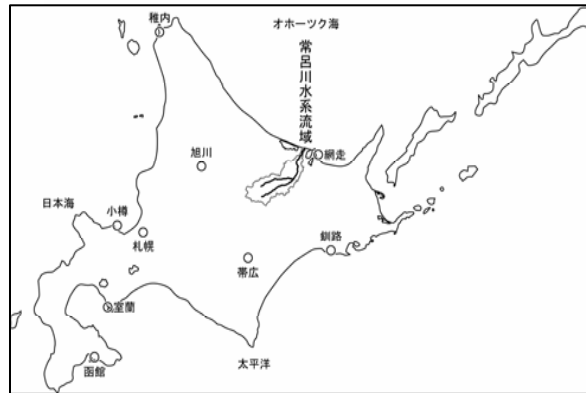 稚内
オホーツク海
常呂川水系流域
旭川
網走
日本海
小樽
札幌
釧路
帯広
室蘭
太平洋
函館